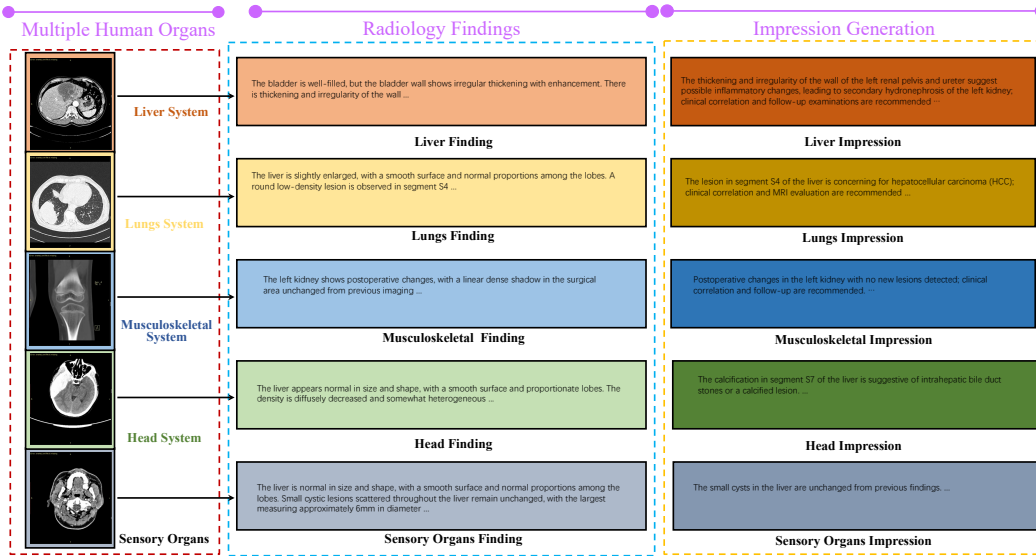 Multiple Human Organs
Radiology Findings
Impression Generation
Liver System
The bladder is well-filled, but the bladder wall shows irregular thickening with enhancement. There
is thickening and irregularity of the wall ...
Liver Finding
The thickening and irregularity of the wall of the left renal pelvis and ureter suggest
possible inflammatory changes, leading to secondary hydronephrosis of the left kidney;
clinical correlation and follow-up examinations are recommended ...
Liver Impression
Lungs System
The liver is slightly enlarged, with a smooth surface and normal proportions among the lobes. A
round low-density lesion is observed in segment S4 ...
Lungs Finding
The lesion in segment S4 of the liver is concerning for hepatocellular carcinoma (HCC);
clinical correlation and MRI evaluation are recommended ...
Lungs Impression
Musculoskeletal
System
The left kidney shows postoperative changes, with a linear dense shadow in the surgical
area unchanged from previous imaging ...
Musculoskeletal Finding
Postoperative changes in the left kidney with no new lesions detected; clinical
correlation and follow-up are recommended. ...
Musculoskeletal Impression
Head System
The liver appears normal in size and shape, with a smooth surface and proportionate lobes. The
density is diffusely decreased and somewhat heterogeneous ...
Head Finding
The calcification in segment S7 of the liver is suggestive of intrahepatic bile duct
stones or a calcified lesion. ...
Head Impression
Sensory Organs
The liver is normal in size and shape, with a smooth surface and normal proportions among the
lobes. Small cystic lesions scattered throughout the liver remain unchanged, with the largest
measuring approximately 6mm in diameter ...
Sensory Organs Finding
The small cysts in the liver are unchanged from previous findings. ...
Sensory Organs Impression